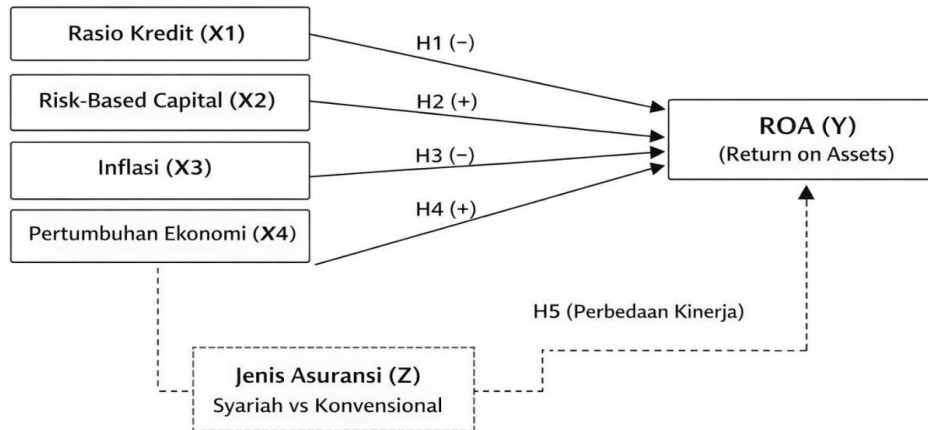 Rasio Kredit (X1)
H1 (−)
Risk-Based Capital (X2)
H2 (+)
ROA (Y)
(Return on Assets)
Inflasi (X3)
H3 (−)
Pertumbuhan Ekonomi (X4)
H4 (+)
H5 (Perbedaan Kinerja)
Jenis Asuransi (Z)
Syariah vs Konvensional